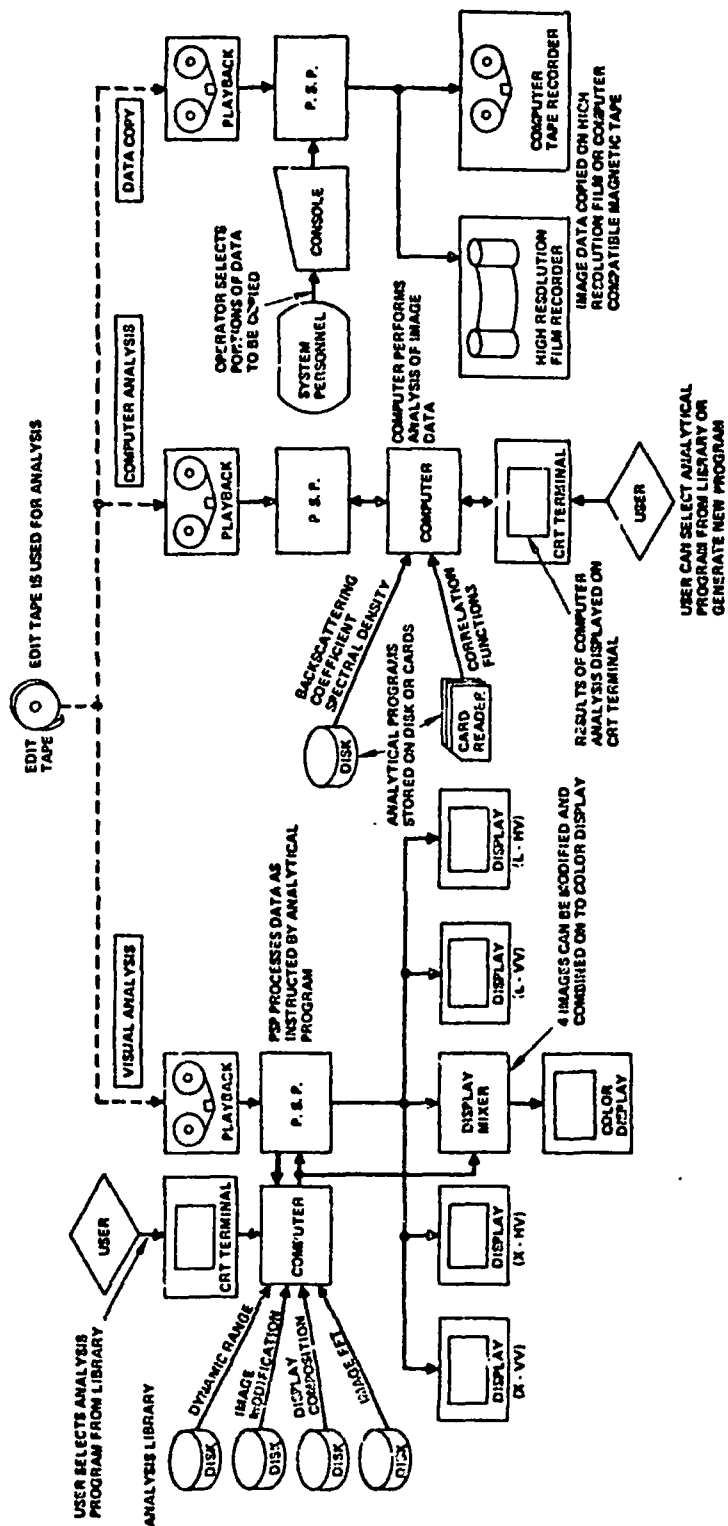 EDIT
TAPE
EDIT TAPE IS USED FOR ANALYSIS
VISUAL ANALYSIS
COMPUTER ANALYSIS
DATA COPY
USER SELECTS ANALYSIS
PROGRAM FROM LIBRARY
USER
CRT TERMINAL
ANALYSIS LIBRARY
DISK
DYNAMIC RANGE
DISK
IMAGE
MODIFICATION
DISK
DISPLAY
COMPOSITION
DISK
IMAGE FFT
COMPUTER
PLAYBACK
P.S.P.
PSP PROCESSES DATA AS
INSTRUCTED BY ANALYTICAL
PROGRAM
DISPLAY
(X - VV)
DISPLAY
(X - HV)
DISPLAY
MIXER
DISPLAY
(L - VV)
DISPLAY
(L - HV)
COLOR
DISPLAY
4 IMAGES CAN BE MODIFIED AND
COMBINED ON TO COLOR DISPLAY
PLAYBACK
P.S.P.
BACKSCATTERING
COEFFICIENT
SPECTRAL DENSITY
DISK
ANALYTICAL PROGRAMS
STORED ON DISK OR CARDS
CARD
READER
CORRELATION
FUNCTIONS
COMPUTER
COMPUTER PERFORMS
ANALYSIS OF IMAGE
DATA
CRT TERMINAL
RESULTS OF COMPUTER
ANALYSIS DISPLAYED ON
CRT TERMINAL
USER
USER CAN SELECT ANALYTICAL
PROGRAM FROM LIBRARY OR
GENERATE NEW PROGRAM
PLAYBACK
P.S.P.
OPERATOR SELECTS
PORTIONS OF DATA
TO BE COPIED
SYSTEM
PERSONNEL
CONSOLE
HIGH RESOLUTION
FILM RECORDER
COMPUTER
TAPE RECORDER
IMAGE DATA COPIED ON HIGH
RESOLUTION FILM OR COMPUTER
COMPATIBLE MAGNETIC TAPE